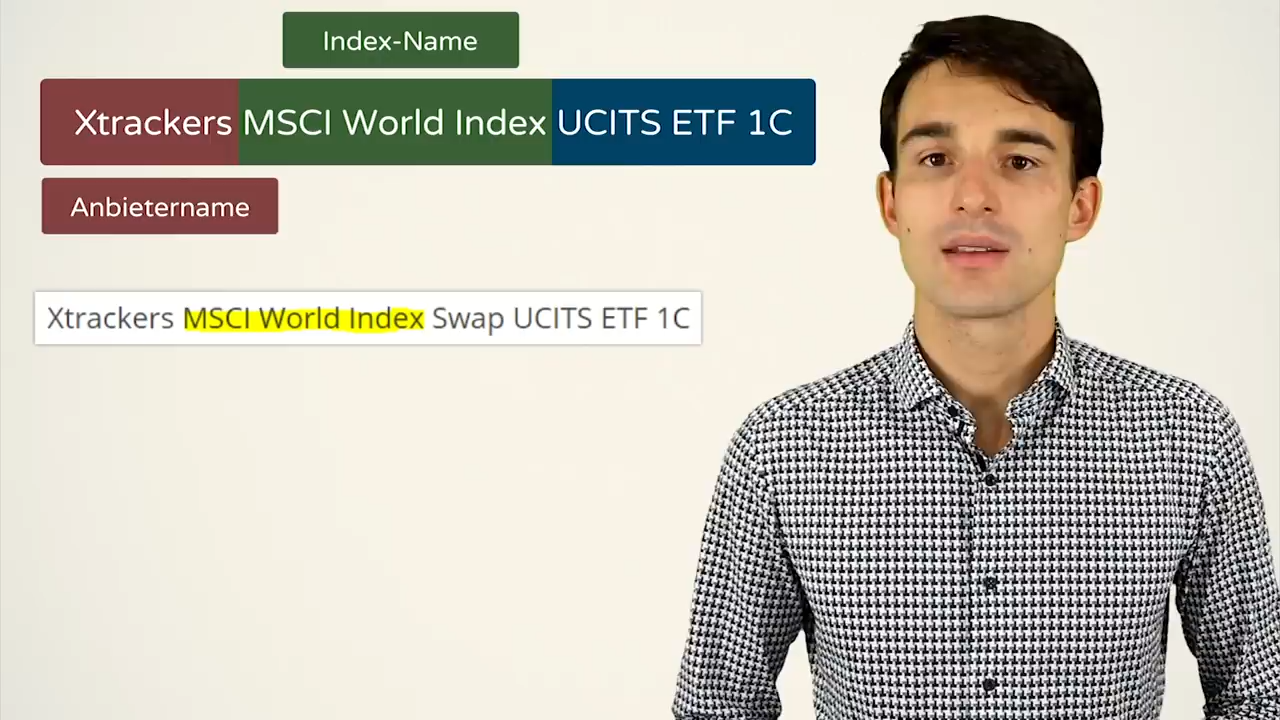 Index-Name
Xtrackers MSCI World Index UCITS ETF 1C
Anbietername
Xtrackers MSCI World Index Swap UCITS ETF 1C